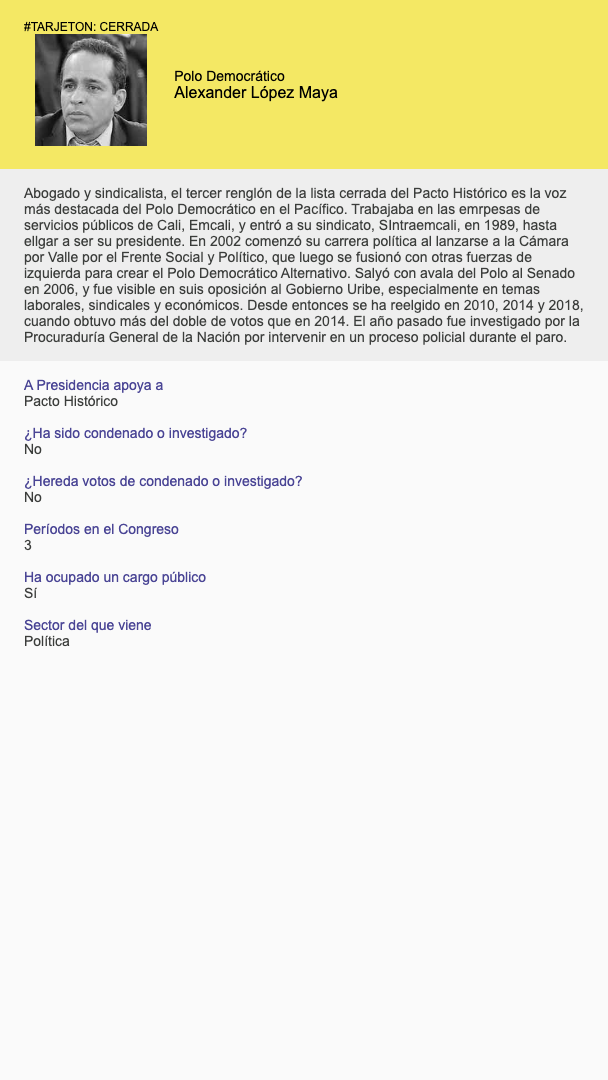 #TARJETON: CERRADA
Polo Democrático
Alexander López Maya
Abogado y sindicalista, el tercer renglón de la lista cerrada del Pacto Histórico es la voz
más destacada del Polo Democrático en el Pacífico. Trabajaba en las emrpesas de
servicios públicos de Cali, Emcali, y entró a su sindicato, SIntraemcali, en 1989, hasta
ellgar a ser su presidente. En 2002 comenzó su carrera política al lanzarse a la Cámara
por Valle por el Frente Social y Político, que luego se fusionó con otras fuerzas de
izquierda para crear el Polo Democrático Alternativo. Salyó con avala del Polo al Senado
en 2006, y fue visible en suis oposición al Gobierno Uribe, especialmente en temas
laborales, sindicales y económicos. Desde entonces se ha reelgido en 2010, 2014 y 2018,
cuando obtuvo más del doble de votos que en 2014. El año pasado fue investigado por la
Procuraduría General de la Nación por intervenir en un proceso policial durante el paro.
A Presidencia apoya a
Pacto Histórico
¿Ha sido condenado o investigado?
No
¿Hereda votos de condenado o investigado?
No
Períodos en el Congreso
3
Ha ocupado un cargo público
Sí
Sector del que viene
Política